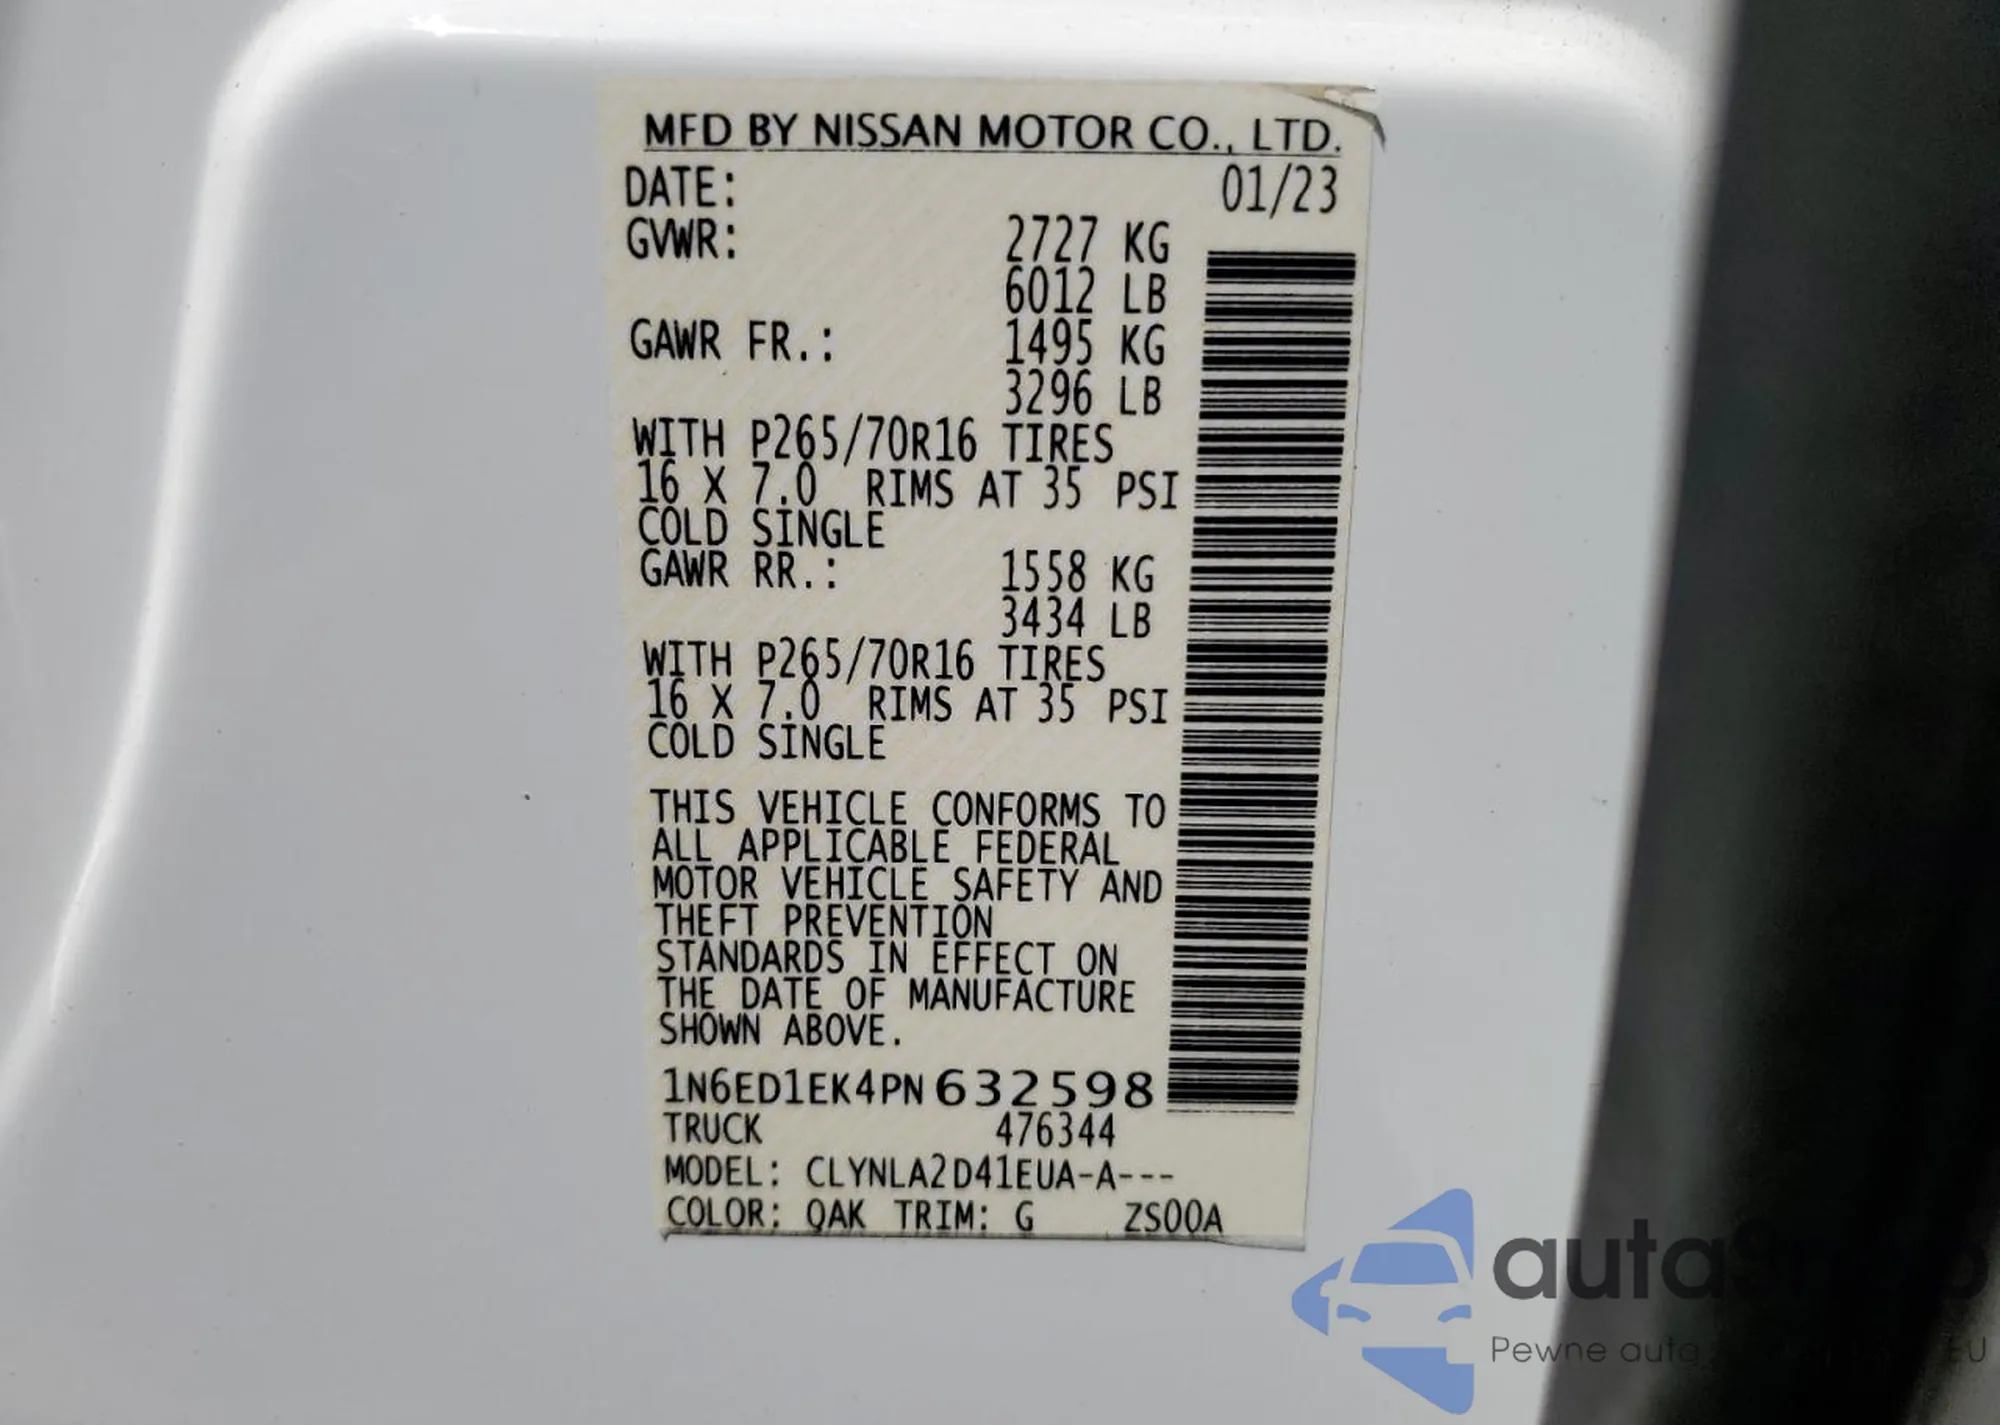 MFD BY NISSAN MOTOR CO., LTD.
DATE: 01/23
GVWR: 2727 KG
6012 LB
GAWR FR.: 1495 KG
3296 LB
WITH P265/70R16 TIRES
16 X 7.0 RIMS AT 35 PSI
COLD SINGLE
GAWR RR.: 1558 KG
3434 LB
WITH P265/70R16 TIRES
16 X 7.0 RIMS AT 35 PSI
COLD SINGLE
THIS VEHICLE CONFORMS TO
ALL APPLICABLE FEDERAL
MOTOR VEHICLE SAFETY AND
THEFT PREVENTION
STANDARDS IN EFFECT ON
THE DATE OF MANUFACTURE
SHOWN ABOVE.
1N6ED1EK4PN632598
TRUCK 476344
MODEL: CLYNLA2D41EUA-A---
COLOR: QAK TRIM: G ZS00A
Pewne auto